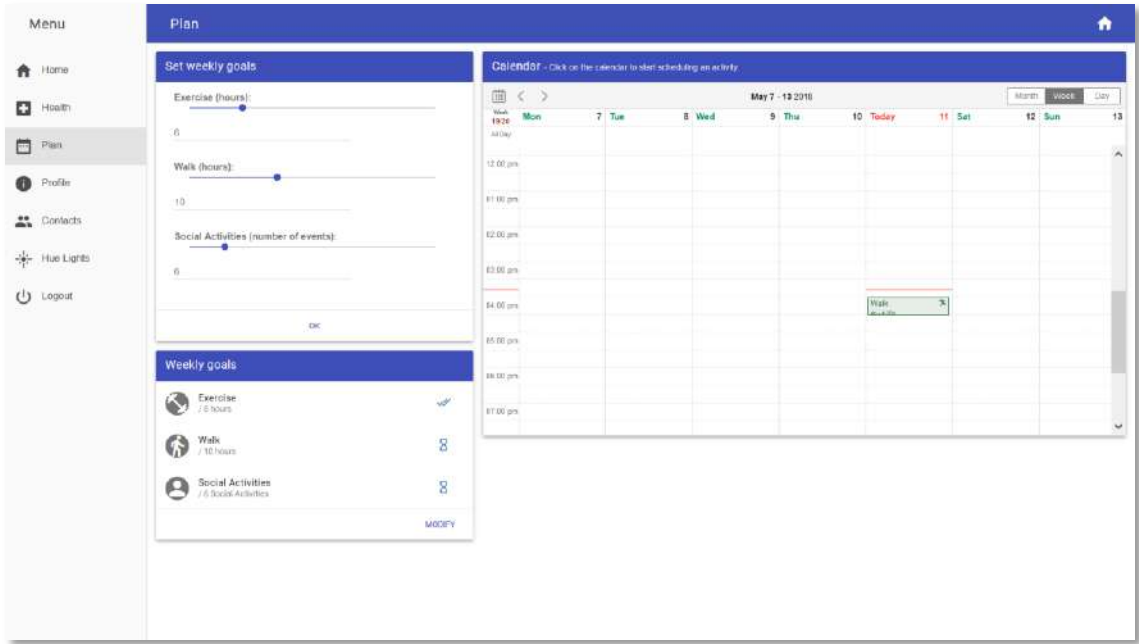 Menu
Home
Health
Plan
Profile
Contacts
Hue Lights
Logout
Plan
Set weekly goals
Exercise (hours):
6
Walk (hours):
10
Social Activities (number of events):
6
OK
Weekly goals
Exercise
/ 6 hours
Walk
/ 10 hours
Social Activities
/ 6 Social Activities
MODIFY
Calendar - Click on the calendar to start scheduling an activity
May 7 - 13 2018
Month Week Day
Week
19/20
Mon 7 Tue 8 Wed 9 Thu 10 Today 11 Sat 12 Sun 13
All Day
12:00 pm
01:00 pm
02:00 pm
03:00 pm
04:00 pm
Walk
05:00 pm
06:00 pm
07:00 pm